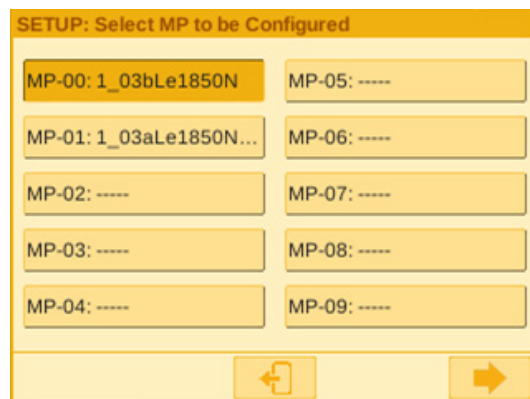 SETUP: Select MP to be Configured
MP-00: 1_03bLe1850N
MP-01: 1_03aLe1850N...
MP-02: -----
MP-03: -----
MP-04: -----
MP-05: -----
MP-06: -----
MP-07: -----
MP-08: -----
MP-09: -----